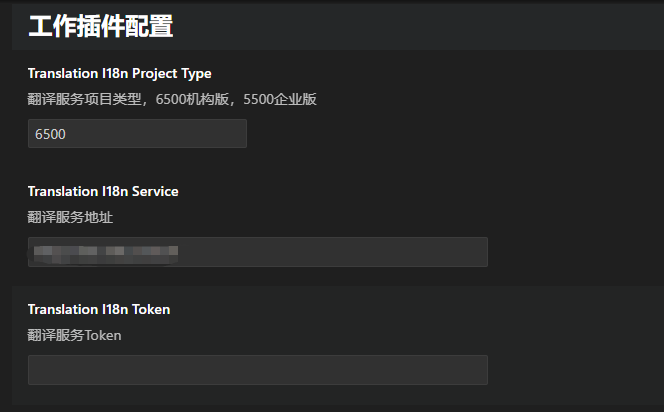 工作插件配置
Translation I18n Project Type
翻译服务项目类型，6500机构版，5500企业版
6500
Translation I18n Service
翻译服务地址
Translation I18n Token
翻译服务Token